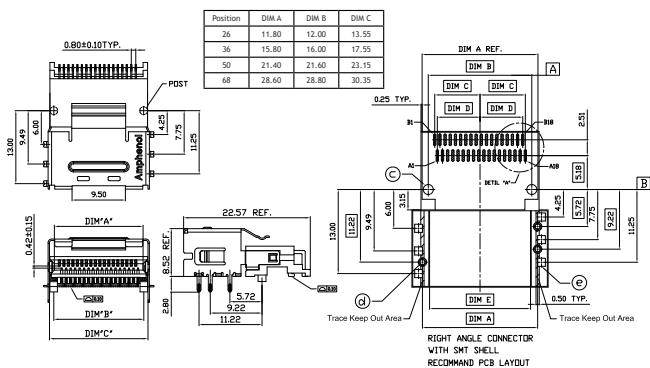 Position DIM A DIM B DIM C
26 11.80 12.00 13.55
36 15.80 16.00 17.55
50 21.40 21.60 23.15
68 28.60 28.80 30.35
0.80±0.10TYP.
POST
13.00
9.49
6.00
4.25
7.75
11.25
Amphenol
9.50
DIM"A"
0.42±0.15
DIM"B"
DIM"C"
22.57 REF.
8.52 REF.
2.80
5.72
9.22
11.22
DIM A REF.
DIM B
A
DIM C DIM C
0.25 TYP.
DIM D DIM D
B1 B18
2.51
A1 A18
DETIL "A"
5.18
C
B
13.00
11.22
9.49
6.00
3.15
4.25
5.72
7.75
9.22
11.25
d
e
DIM E
0.50 TYP.
Trace Keep Out Area
DIM A
Trace Keep Out Area
RIGHT ANGLE CONNECTOR
WITH SMT SHELL
RECOMMAND PCB LAYOUT